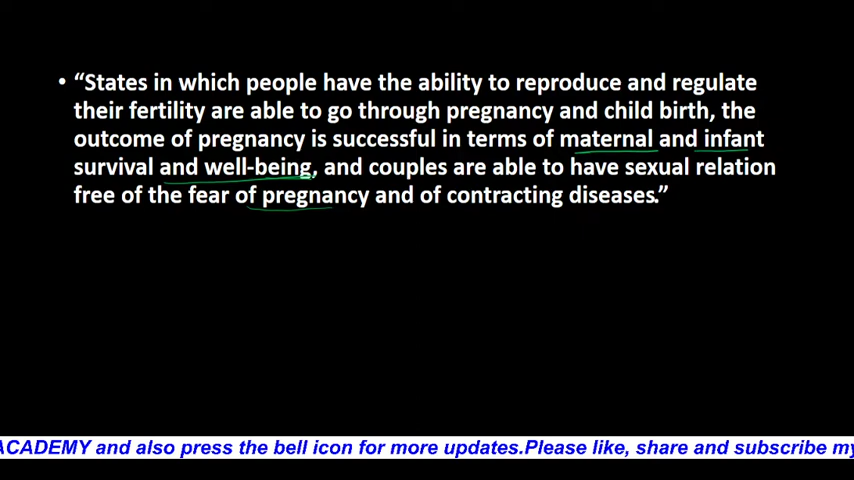 • “States in which people have the ability to reproduce and regulate
their fertility are able to go through pregnancy and child birth, the
outcome of pregnancy is successful in terms of maternal and infant
survival and well-being, and couples are able to have sexual relation
free of the fear of pregnancy and of contracting diseases.”
ACADEMY and also press the bell icon for more updates.Please like, share and subscribe my